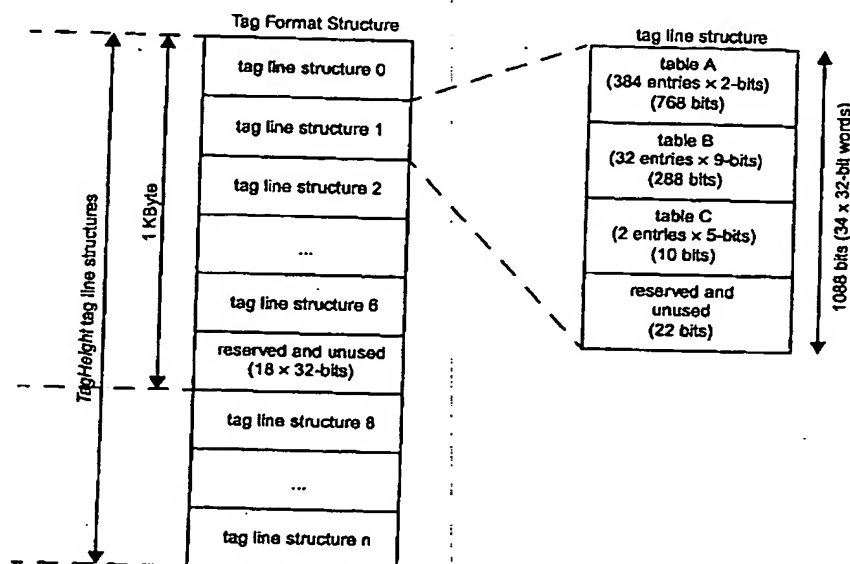 Tag Format Structure
tag line structure 0
tag line structure 1
tag line structure 2
...
tag line structure 6
reserved and unused
(18 × 32-bits)
tag line structure 8
...
tag line structure n
TagHeight tag line structures
1 KByte
tag line structure
table A
(384 entries × 2-bits)
(768 bits)
table B
(32 entries × 9-bits)
(288 bits)
table C
(2 entries × 5-bits)
(10 bits)
reserved and
unused
(22 bits)
1088 bits (34 x 32-bit words)